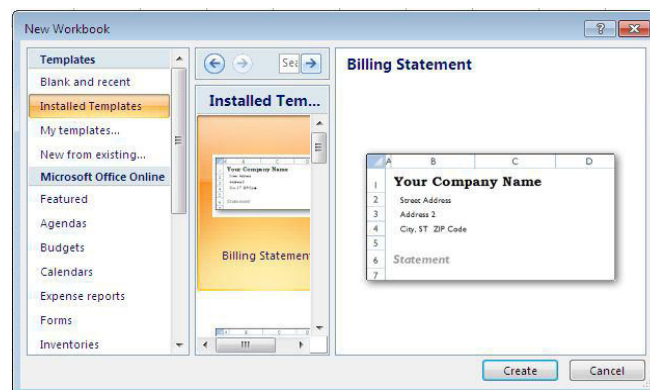 New Workbook
Templates
Blank and recent
Installed Templates
My templates...
New from existing...
Microsoft Office Online
Featured
Agendas
Budgets
Calendars
Expense reports
Forms
Inventories
Installed Tem...
Your Company Name
Statement
Billing Statemen
Billing Statement
A B C D
1 Your Company Name
2 Street Address
3 Address 2
4 City, ST ZIP Code
5
6 Statement
7
Create Cancel